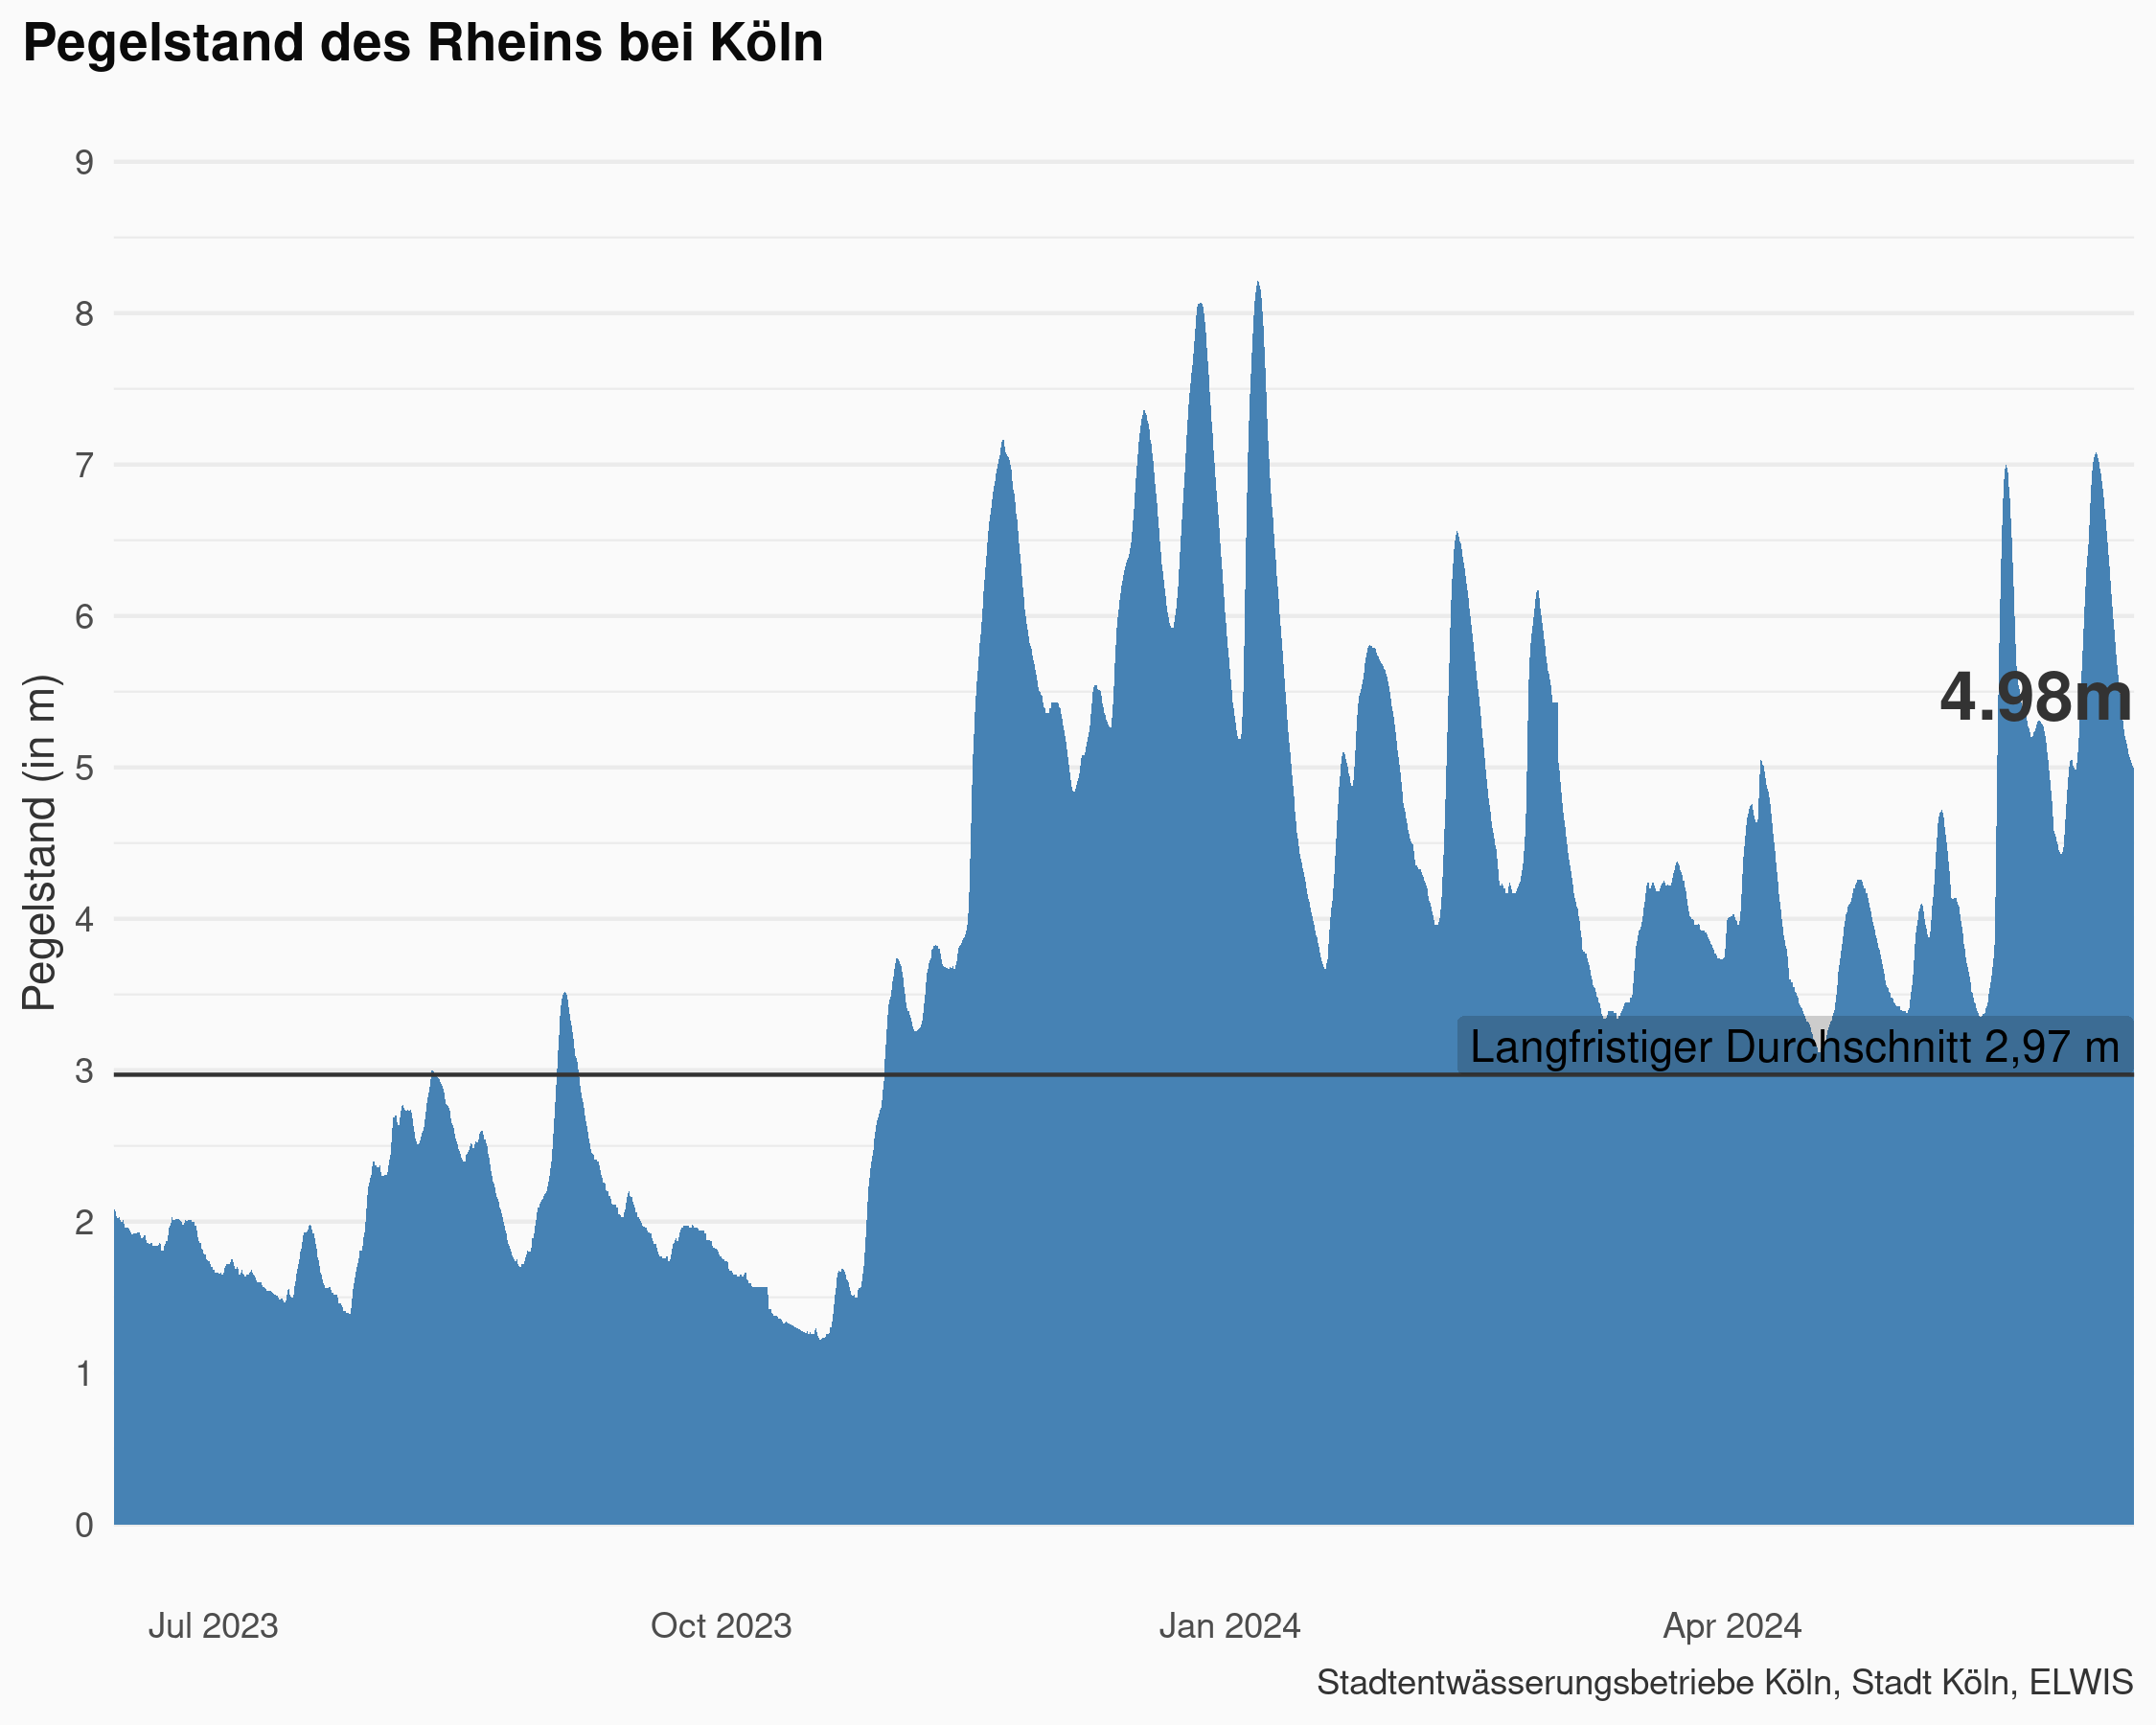 Pegelstand des Rheins bei Köln
Pegelstand (in m)
9
8
7
6
5
4
3
2
1
0
4.98m
Langfristiger Durchschnitt 2,97 m
Jul 2023
Oct 2023
Jan 2024
Apr 2024
Stadtentwässerungsbetriebe Köln, Stadt Köln, ELWIS